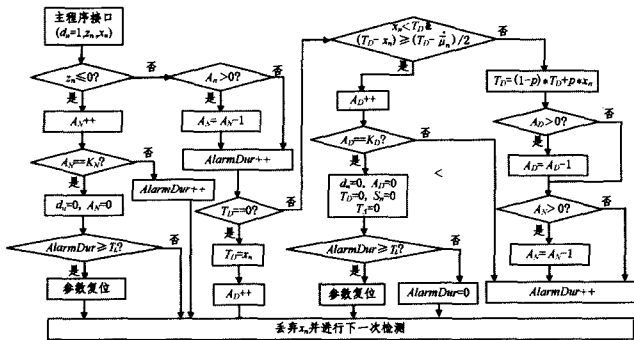 主程序接口
(dn=1,zn,xn)
zn≤0?
否
是
AN++
AN==KN?
否
是
AlarmDur++
dn=0, AN=0
AlarmDur≥TL?
否
是
参数复位
An>0?
否
是
AN=AN-1
AlarmDur++
TD==0?
否
是
TD=xn
AD++
xn<TD且
(TD-xn)≥(TD-μ̂n)/2
否
是
AD++
AD==KD?
否
是
dn=0, AD=0
TD=0, Sn=0
<
AlarmDur≥TL?
否
是
参数复位
AlarmDur=0
TD=(1-p)*TD+p*xn
AD>0?
否
是
AD=AD-1
AN>0?
否
是
AN=AN-1
AlarmDur++
丢弃xn并进行下一次检测